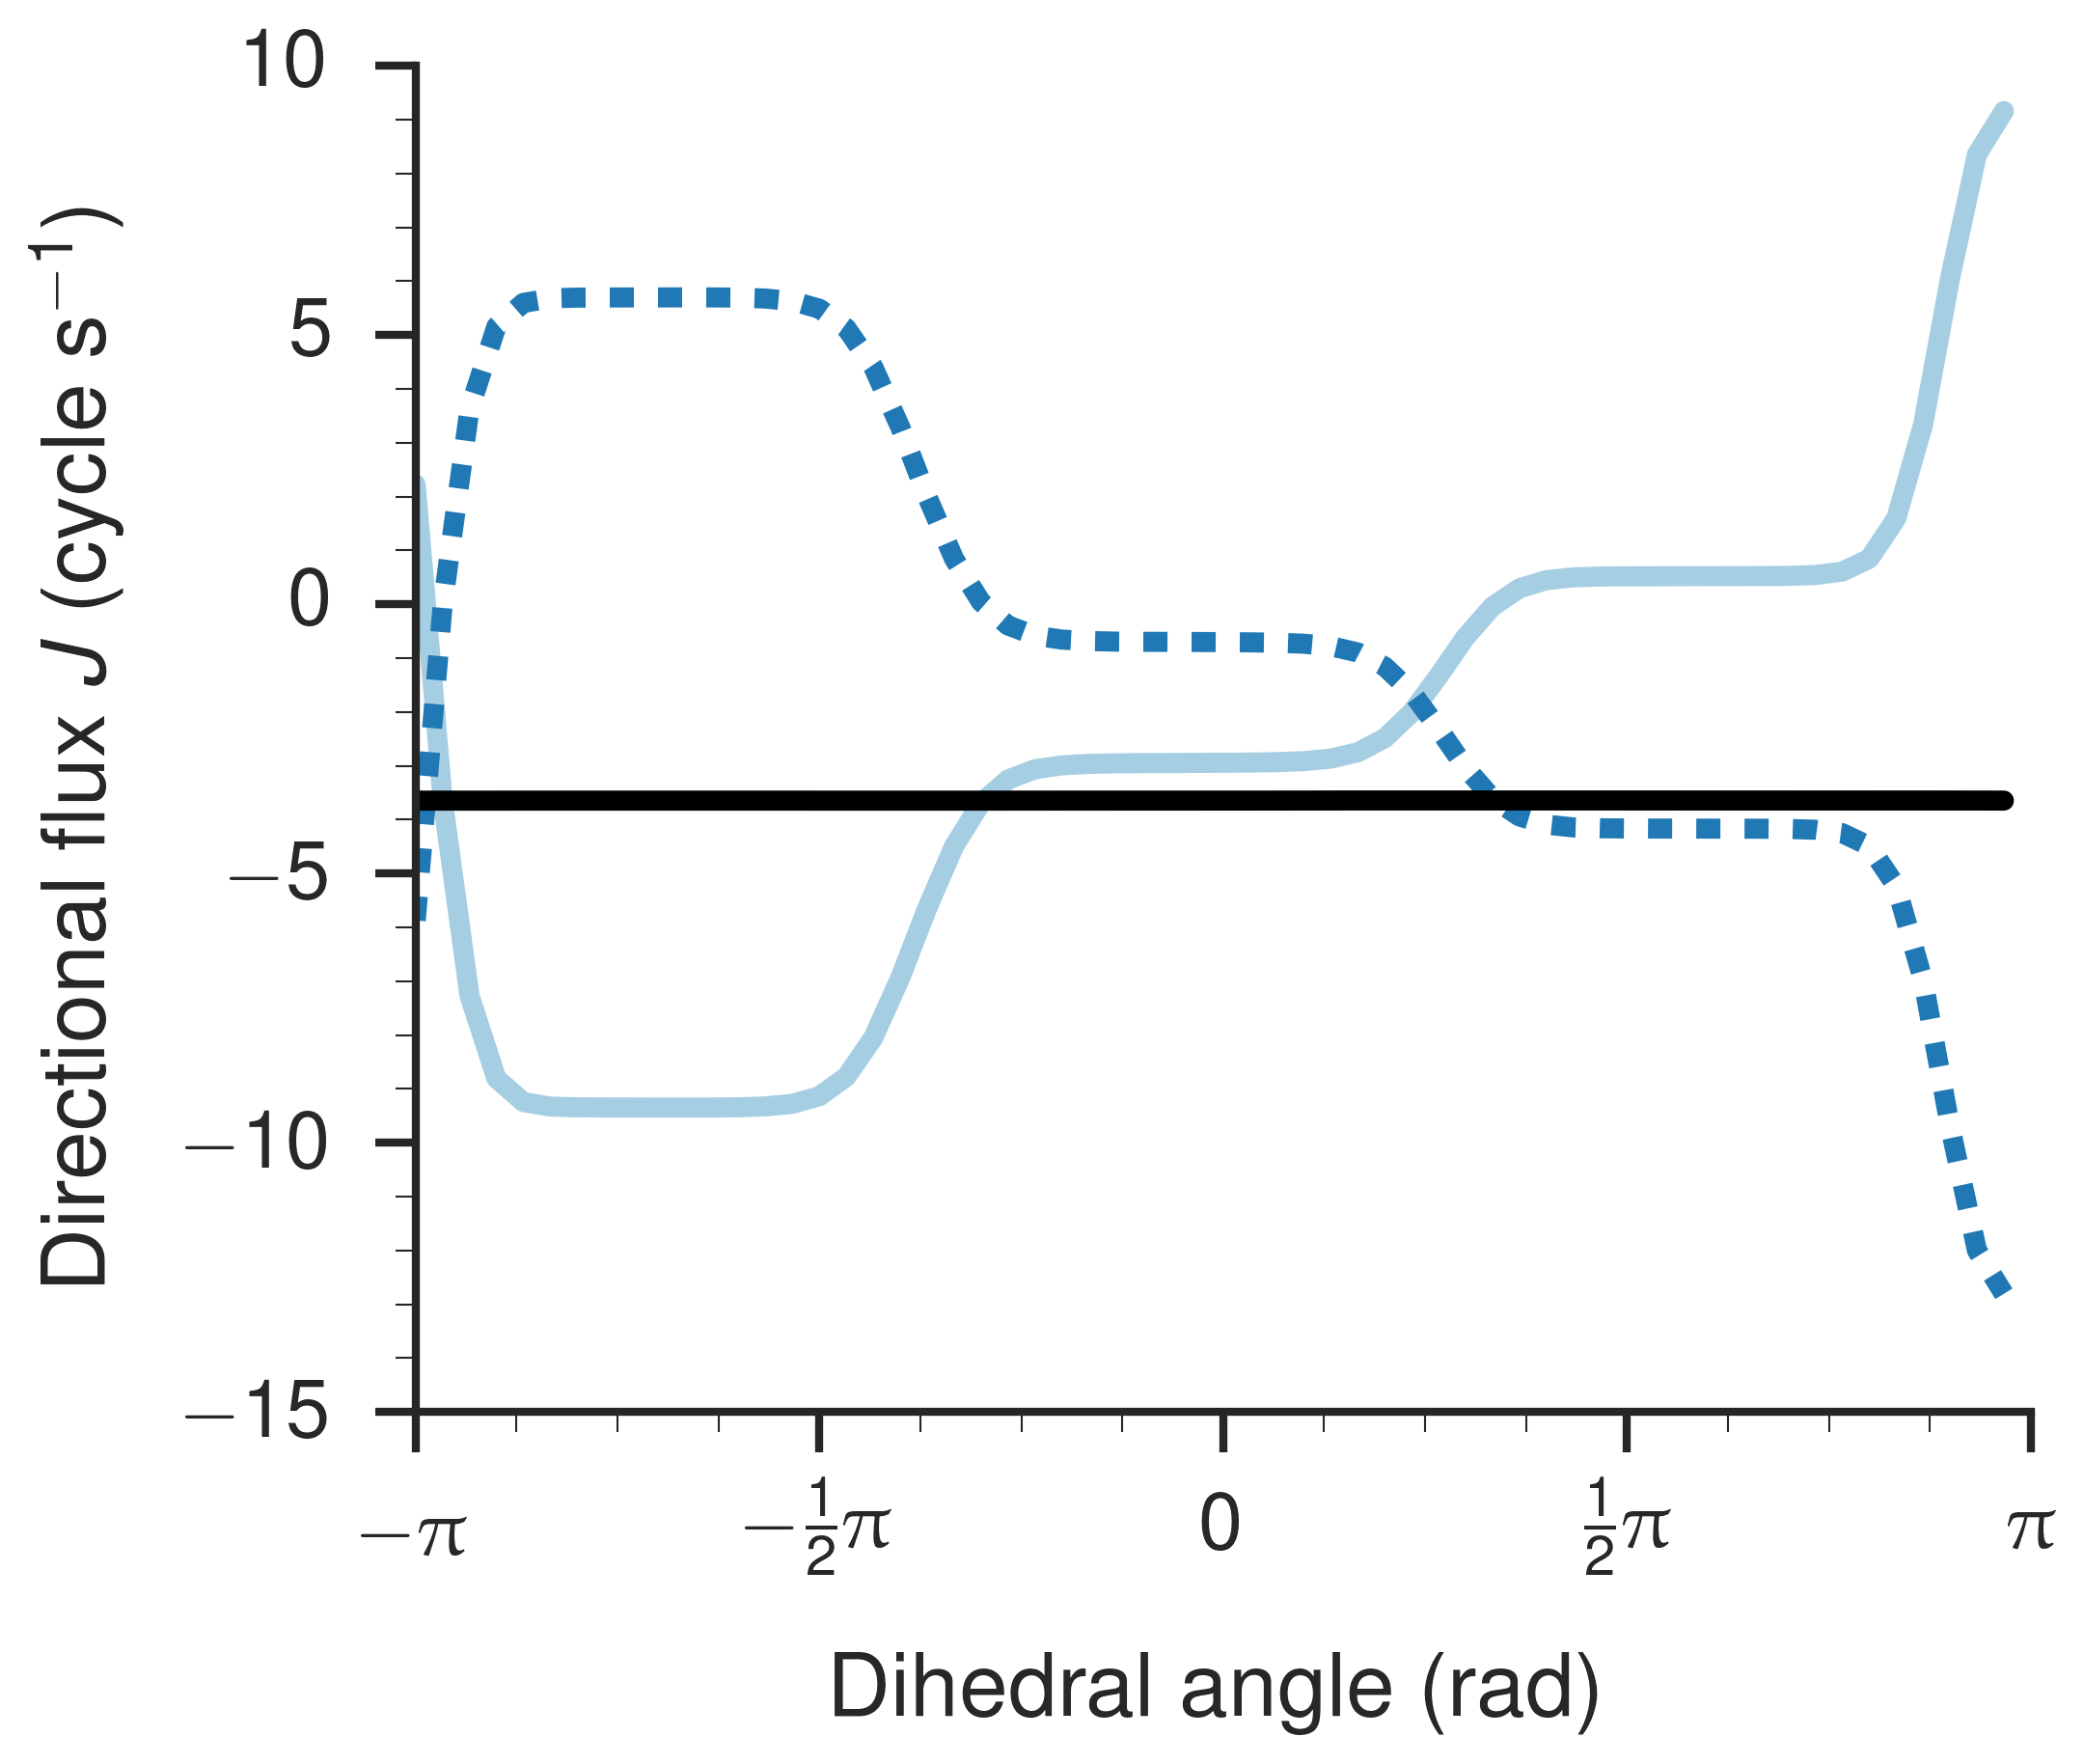 Directional flux J (cycle s⁻¹)
10
5
0
−5
−10
−15
−π
−½π
0
½π
π
Dihedral angle (rad)